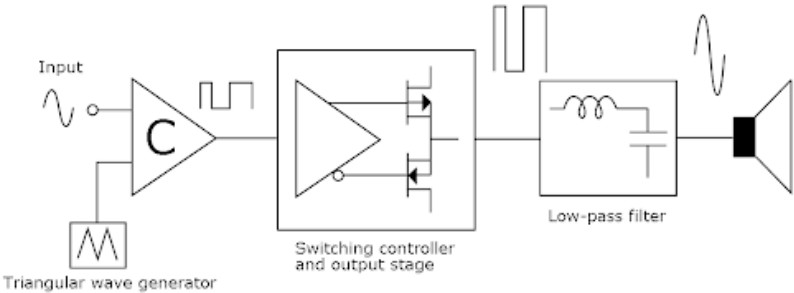 Input
C
Switching controller
and output stage
Low-pass filter
Triangular wave generator